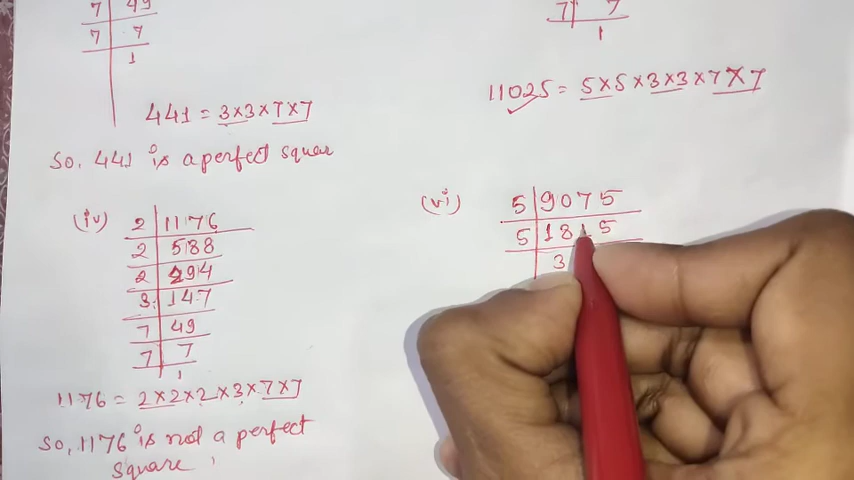 7 | 49
7 | 7
1
441 = 3×3×7×7
So, 441 is a perfect squar
(iv) 2 | 1176
2 | 588
2 | 294
3 | 147
7 | 49
7 | 7
1
1176 = 2×2×2×3×7×7
So, 1176 is not a perfect
square.
7 | 7
1
11025 = 5×5×3×3×7×7
(vi) 5 | 9075
5 | 1815
3